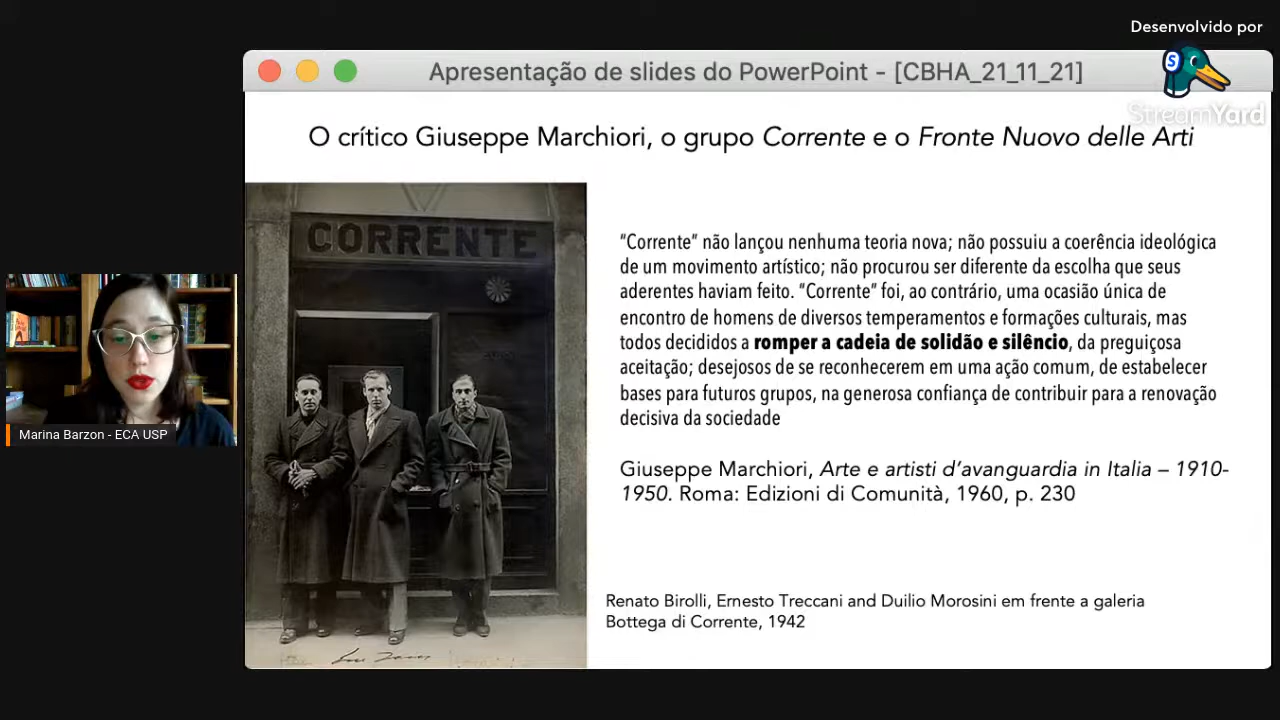 Desenvolvido por
StreamYard
Apresentação de slides do PowerPoint - [CBHA_21_11_21]
O crítico Giuseppe Marchiori, o grupo Corrente e o Fronte Nuovo delle Arti
CORRENTE
“Corrente” não lançou nenhuma teoria nova; não possuiu a coerência ideológica
de um movimento artístico; não procurou ser diferente da escolha que seus
aderentes haviam feito. “Corrente” foi, ao contrário, uma ocasião única de
encontro de homens de diversos temperamentos e formações culturais, mas
todos decididos a romper a cadeia de solidão e silêncio, da preguiçosa
aceitação; desejosos de se reconhecerem em uma ação comum, de estabelecer
bases para futuros grupos, na generosa confiança de contribuir para a renovação
decisiva da sociedade
Giuseppe Marchiori, Arte e artisti d’avanguardia in Italia – 1910-
1950. Roma: Edizioni di Comunità, 1960, p. 230
Renato Birolli, Ernesto Treccani and Duilio Morosini em frente a galeria
Bottega di Corrente, 1942
Marina Barzon - ECA USP